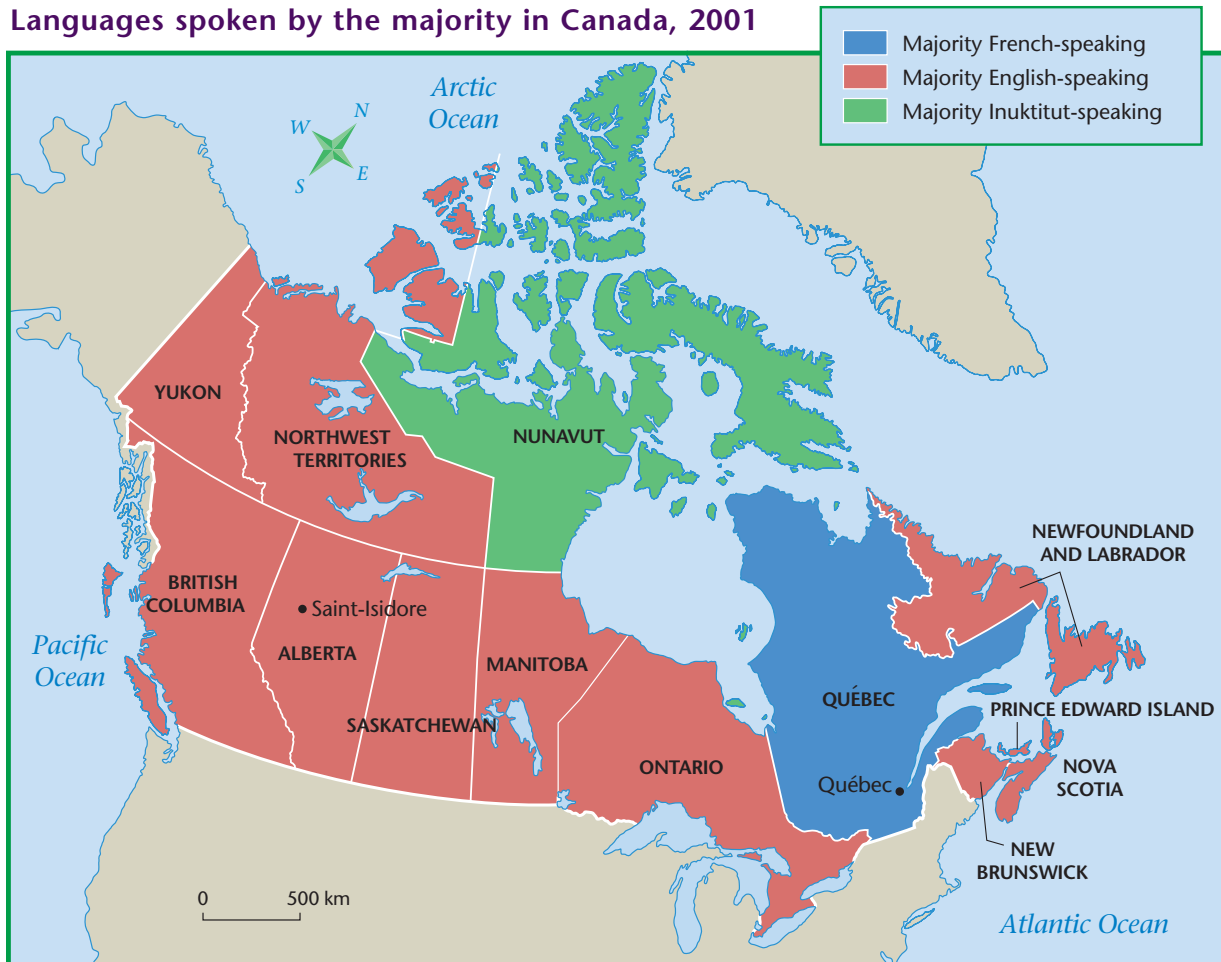 Languages spoken by the majority in Canada, 2001
Majority French-speaking
Majority English-speaking
Majority Inuktitut-speaking
Arctic
Ocean
N
W
S
E
YUKON
NORTHWEST
TERRITORIES
NUNAVUT
NEWFOUNDLAND
AND LABRADOR
BRITISH
COLUMBIA
Saint-Isidore
ALBERTA
Pacific
Ocean
MANITOBA
SASKATCHEWAN
QUÉBEC
PRINCE EDWARD ISLAND
ONTARIO
Québec
NOVA
SCOTIA
NEW
BRUNSWICK
0 500 km
Atlantic Ocean